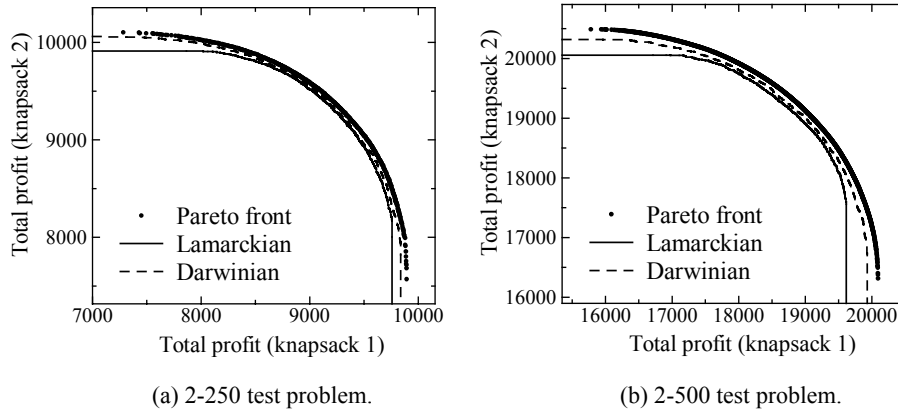 10000
9000
8000
Total profit (knapsack 2)
Pareto front
Lamarckian
Darwinian
7000 8000 9000 10000
Total profit (knapsack 1)
(a) 2-250 test problem.
21000
20000
19000
18000
17000
16000
Total profit (knapsack 2)
Pareto front
Lamarckian
Darwinian
16000 17000 18000 19000 20000
Total profit (knapsack 1)
(b) 2-500 test problem.